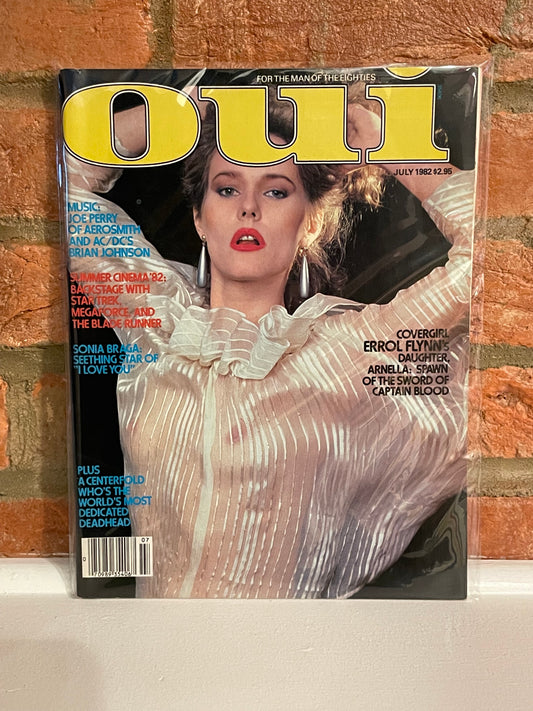 FOR THE MAN OF THE EIGHTIES
oui
JULY 1982 $2.95
MUSIC:
JOE PERRY
OF AEROSMITH
AND AC/DC'S
BRIAN JOHNSON
SUMMER CINEMA '82:
BACKSTAGE WITH
STAR TREK,
MEGAFORCE, AND
THE BLADE RUNNER
SONIA BRAGA:
SEETHING STAR OF
"I LOVE YOU"
COVERGIRL
ERROL FLYNN's
DAUGHTER,
ARNELLA: SPAWN
OF THE SWORD OF
CAPTAIN BLOOD
PLUS
A CENTERFOLD
WHO'S THE
WORLD'S MOST
DEDICATED
DEADHEAD
07
70989 35406